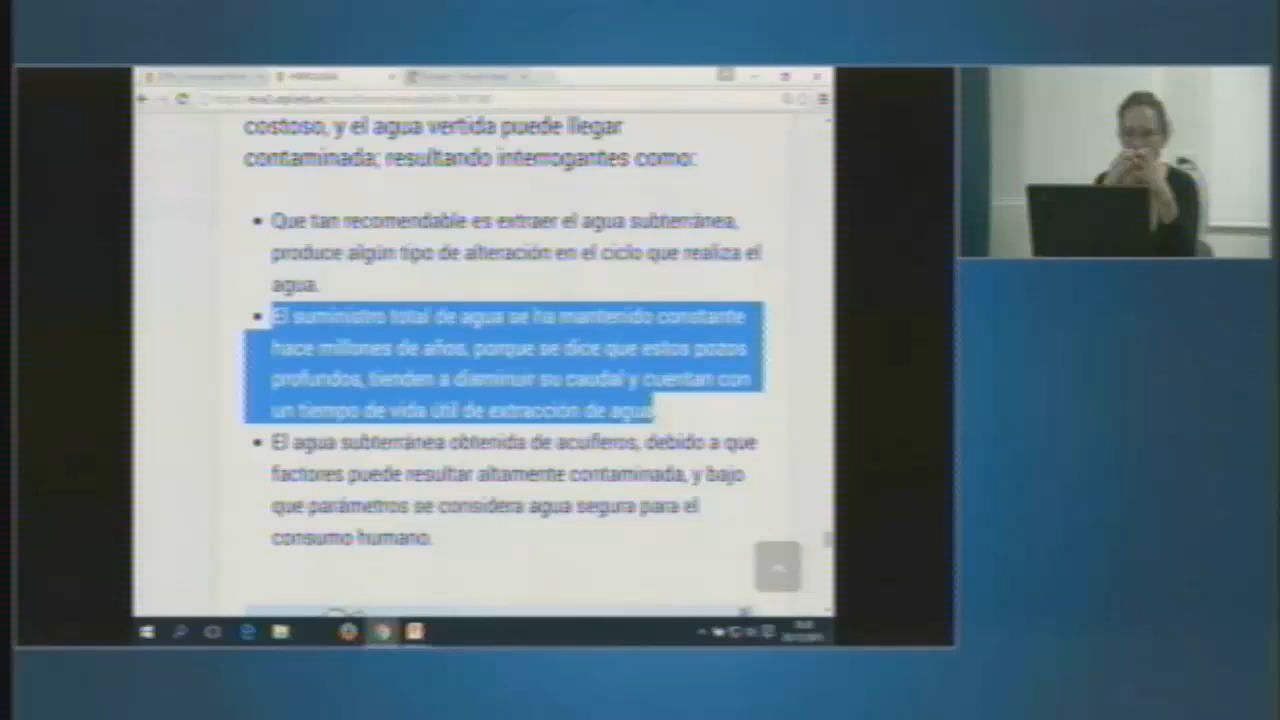 costoso, y el agua vertida puede llegar
contaminada; resultando interrogantes como:
• Que tan recomendable es extraer el agua subterránea,
produce algún tipo de alteración en el ciclo que realiza el
agua.
• El suministro total de agua se ha mantenido constante
hace millones de años, porque se dice que estos pozos
profundos, tienden a disminuir su caudal y cuentan con
un tiempo de vida útil de extracción de agua
• El agua subterránea obtenida de acuíferos, debido a que
factores puede resultar altamente contaminada, y bajo
que parámetros se considera agua segura para el
consumo humano.